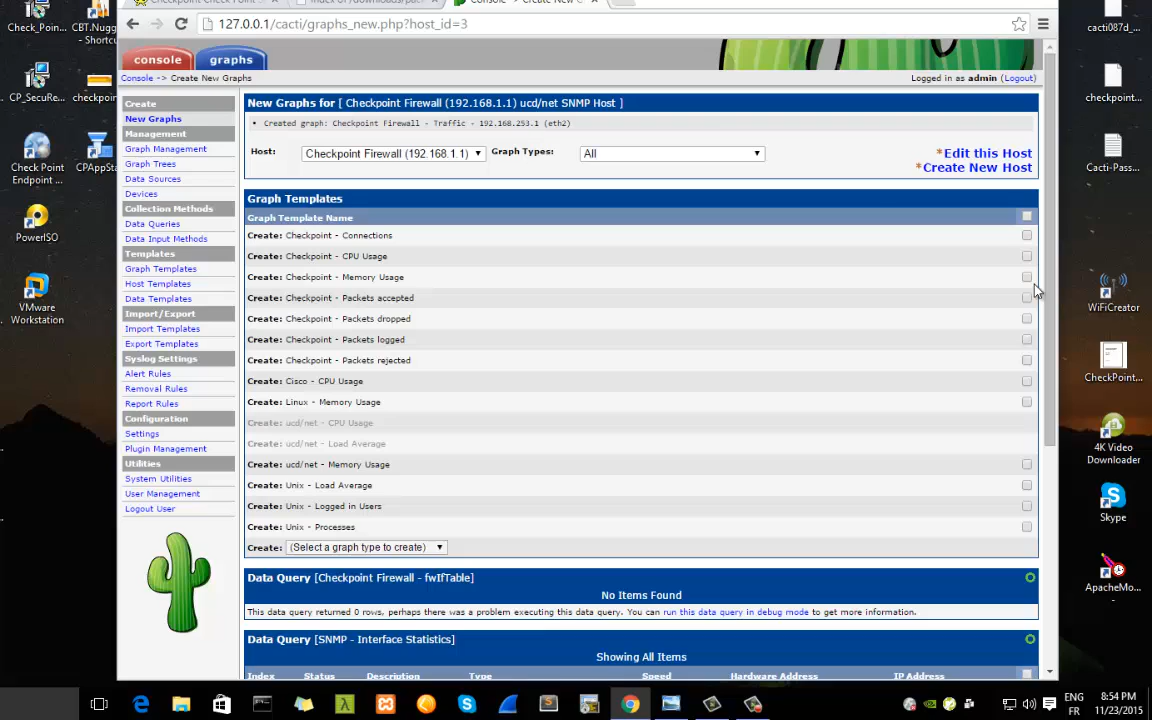 Check_Poin...
CBT.Nugg
- Shortcu
CP_SecuRe...
checkpoin
Check Point
Endpoint ...
CPAppSta
PowerISO
VMware
Workstation
127.0.0.1/cacti/graphs_new.php?host_id=3
console
graphs
Console -> Create New Graphs
Logged in as admin (Logout)
Create
New Graphs
Management
Graph Management
Graph Trees
Data Sources
Devices
Collection Methods
Data Queries
Data Input Methods
Templates
Graph Templates
Host Templates
Data Templates
Import/Export
Import Templates
Export Templates
Syslog Settings
Alert Rules
Removal Rules
Report Rules
Configuration
Settings
Plugin Management
Utilities
System Utilities
User Management
Logout User
New Graphs for [ Checkpoint Firewall (192.168.1.1) ucd/net SNMP Host ]
• Created graph: Checkpoint Firewall - Traffic - 192.168.253.1 (eth2)
Host: Checkpoint Firewall (192.168.1.1) Graph Types: All
*Edit this Host
*Create New Host
Graph Templates
Graph Template Name
Create: Checkpoint - Connections
Create: Checkpoint - CPU Usage
Create: Checkpoint - Memory Usage
Create: Checkpoint - Packets accepted
Create: Checkpoint - Packets dropped
Create: Checkpoint - Packets logged
Create: Checkpoint - Packets rejected
Create: Cisco - CPU Usage
Create: Linux - Memory Usage
Create: ucd/net - CPU Usage
Create: ucd/net - Load Average
Create: ucd/net - Memory Usage
Create: Unix - Load Average
Create: Unix - Logged in Users
Create: Unix - Processes
Create: (Select a graph type to create)
Data Query [Checkpoint Firewall - fwIfTable]
No Items Found
This data query returned 0 rows, perhaps there was a problem executing this data query. You can run this data query in debug mode to get more information.
Data Query [SNMP - Interface Statistics]
Showing All Items
Index Status Description Type Speed Hardware Address IP Address
cacti087d_...
checkpoint...
Cacti-Pass...
WiFiCreator
CheckPoint...
4K Video
Downloader
Skype
ApacheMo...
-
ENG
FR
8:54 PM
11/23/2015